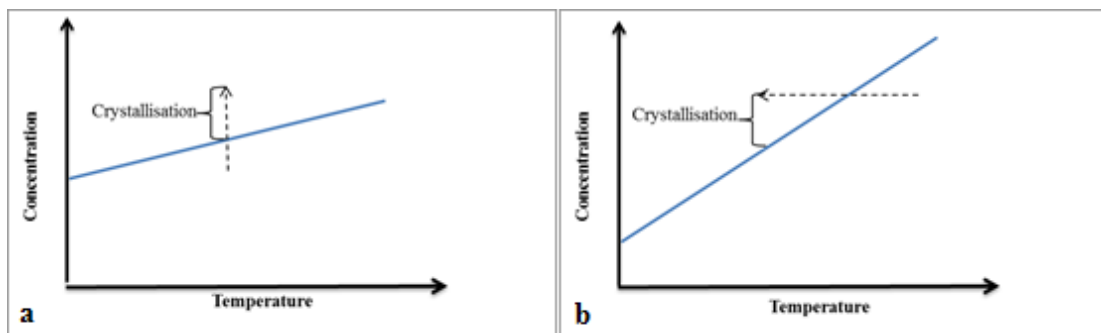 Concentration
Crystallisation
Temperature
a
Concentration
Crystallisation
Temperature
b